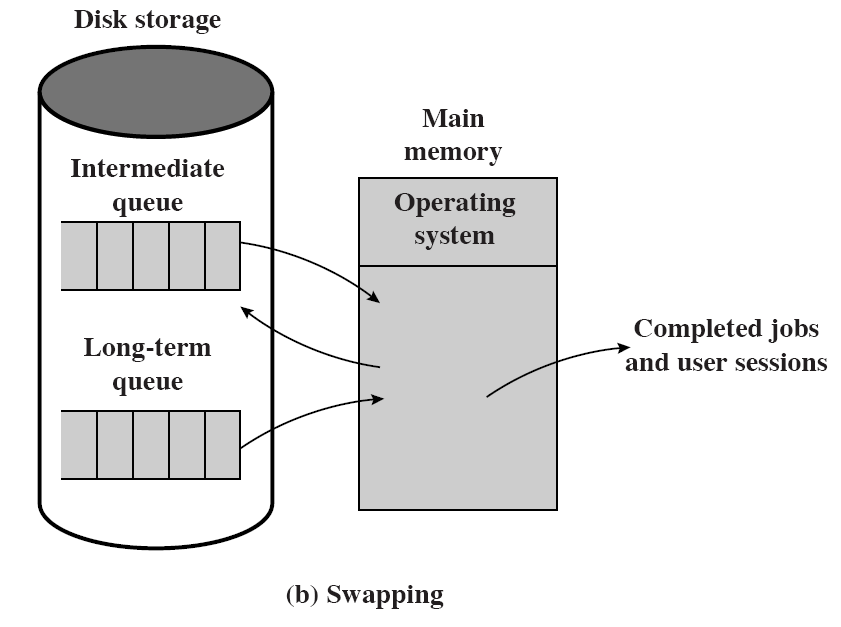 Disk storage
Intermediate
queue
Long-term
queue
Main
memory
Operating
system
Completed jobs
and user sessions
(b) Swapping